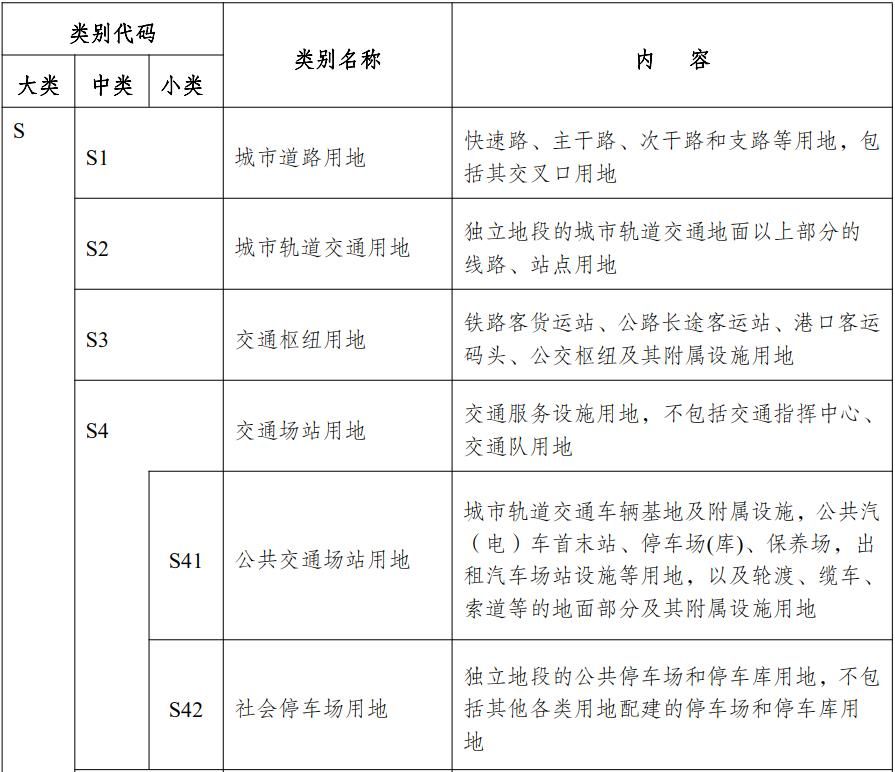 类别代码
类别名称
内 容
大类
中类
小类
S
S1
城市道路用地
快速路、主干路、次干路和支路等用地，包
括其交叉口用地
S2
城市轨道交通用地
独立地段的城市轨道交通地面以上部分的
线路、站点用地
S3
交通枢纽用地
铁路客货运站、公路长途客运站、港口客运
码头、公交枢纽及其附属设施用地
S4
交通场站用地
交通服务设施用地，不包括交通指挥中心、
交通队用地
S41
公共交通场站用地
城市轨道交通车辆基地及附属设施，公共汽
（电）车首末站、停车场(库)、保养场，出
租汽车场站设施等用地，以及轮渡、缆车、
索道等的地面部分及其附属设施用地
S42
社会停车场用地
独立地段的公共停车场和停车库用地，不包
括其他各类用地配建的停车场和停车库用
地